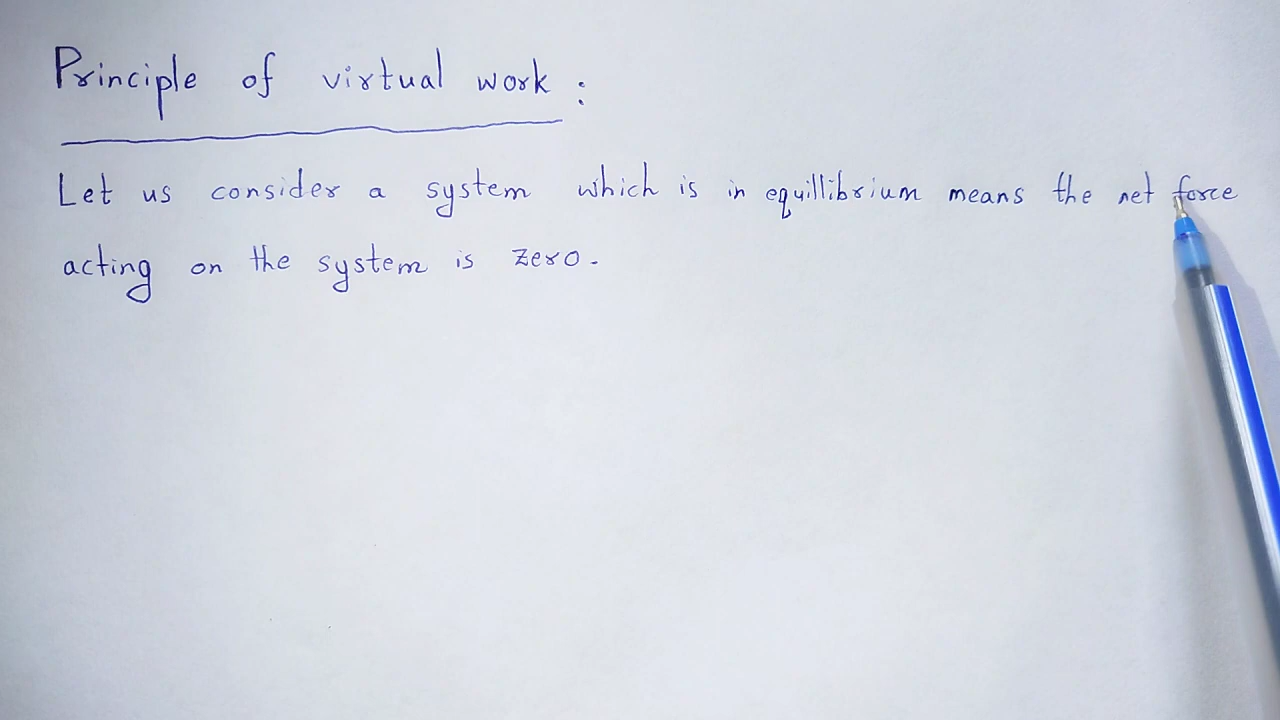 Principle of virtual work :
Let us consider a system which is in equillibrium means the net force
acting on the system is zero.